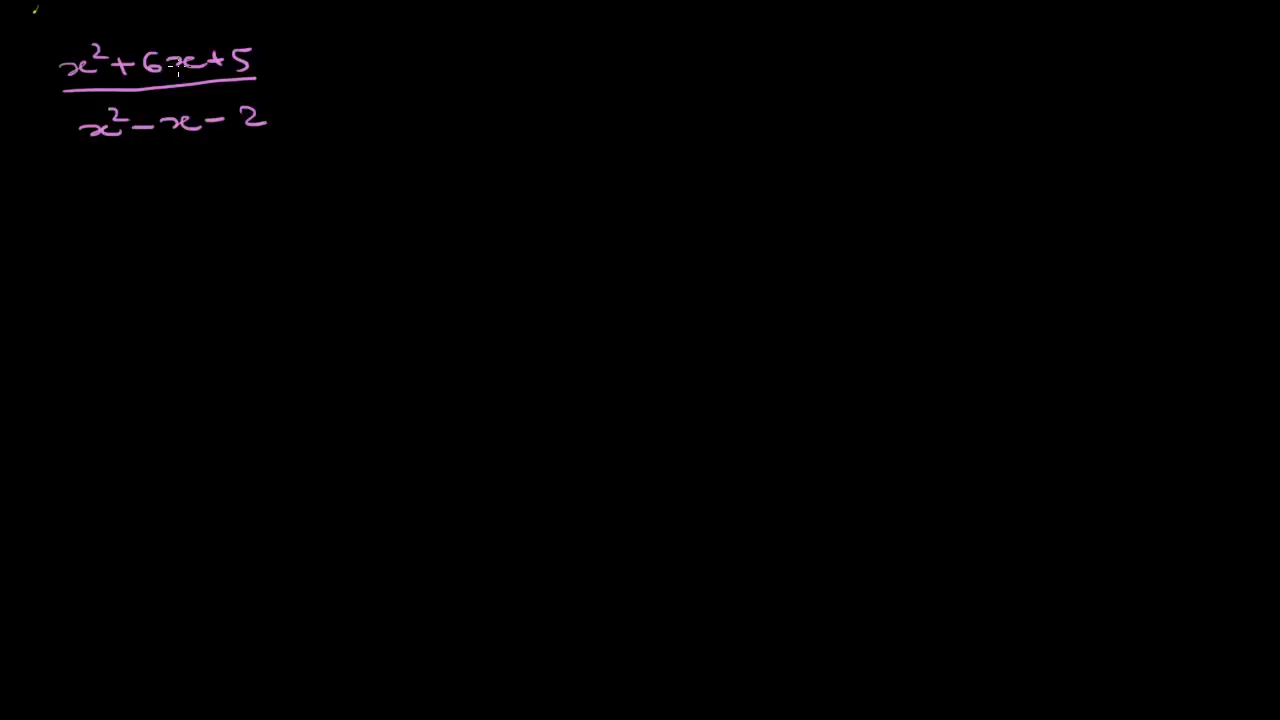 x² + 6x + 5
x² - x - 2